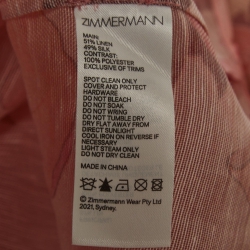 ZIMMERMANN
MAIN:
51% LINEN
49% SILK
CONTRAST:
100% POLYESTER
EXCLUSIVE OF TRIMS
SPOT CLEAN ONLY
COVER AND PROTECT
HARDWARE
DO NOT BLEACH
DO NOT SOAK
DO NOT WRING
DO NOT TUMBLE DRY
DRY FLAT AWAY FROM
DIRECT SUNLIGHT
COOL IRON ON REVERSE IF
NECESSARY
LIGHT STEAM ONLY
DO NOT DRY CLEAN
MADE IN CHINA
© Zimmermann Wear Pty Ltd
2021. Sydney.